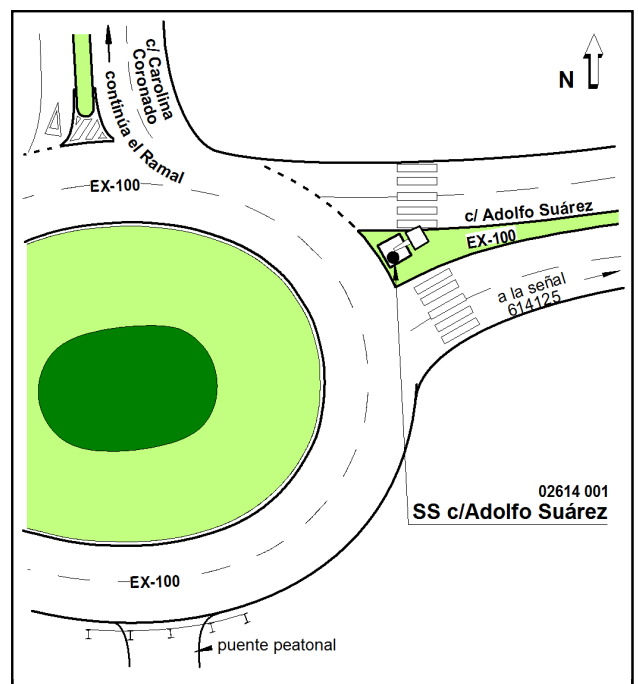 c/ Carolina
Coronado
continúa el Ramal
N
EX-100
c/ Adolfo Suárez
EX-100
a la señal
614125
02614 001
SS c/Adolfo Suárez
EX-100
puente peatonal